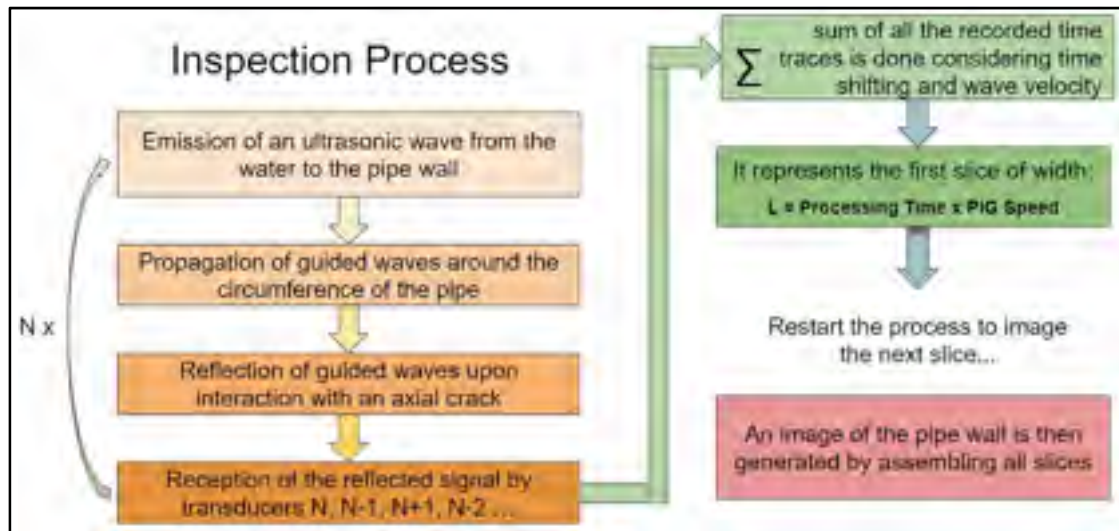 Inspection Process
Emission of an ultrasonic wave from the
water to the pipe wall
Propagation of guided waves around the
circumference of the pipe
Reflection of guided waves upon
interaction with an axial crack
Reception of the reflected signal by
transducers N, N-1, N+1, N-2 ...
N x
∑ sum of all the recorded time
traces is done considering time
shifting and wave velocity
It represents the first slice of width:
L = Processing Time x PIG Speed
Restart the process to image
the next slice...
An image of the pipe wall is then
generated by assembling all slices